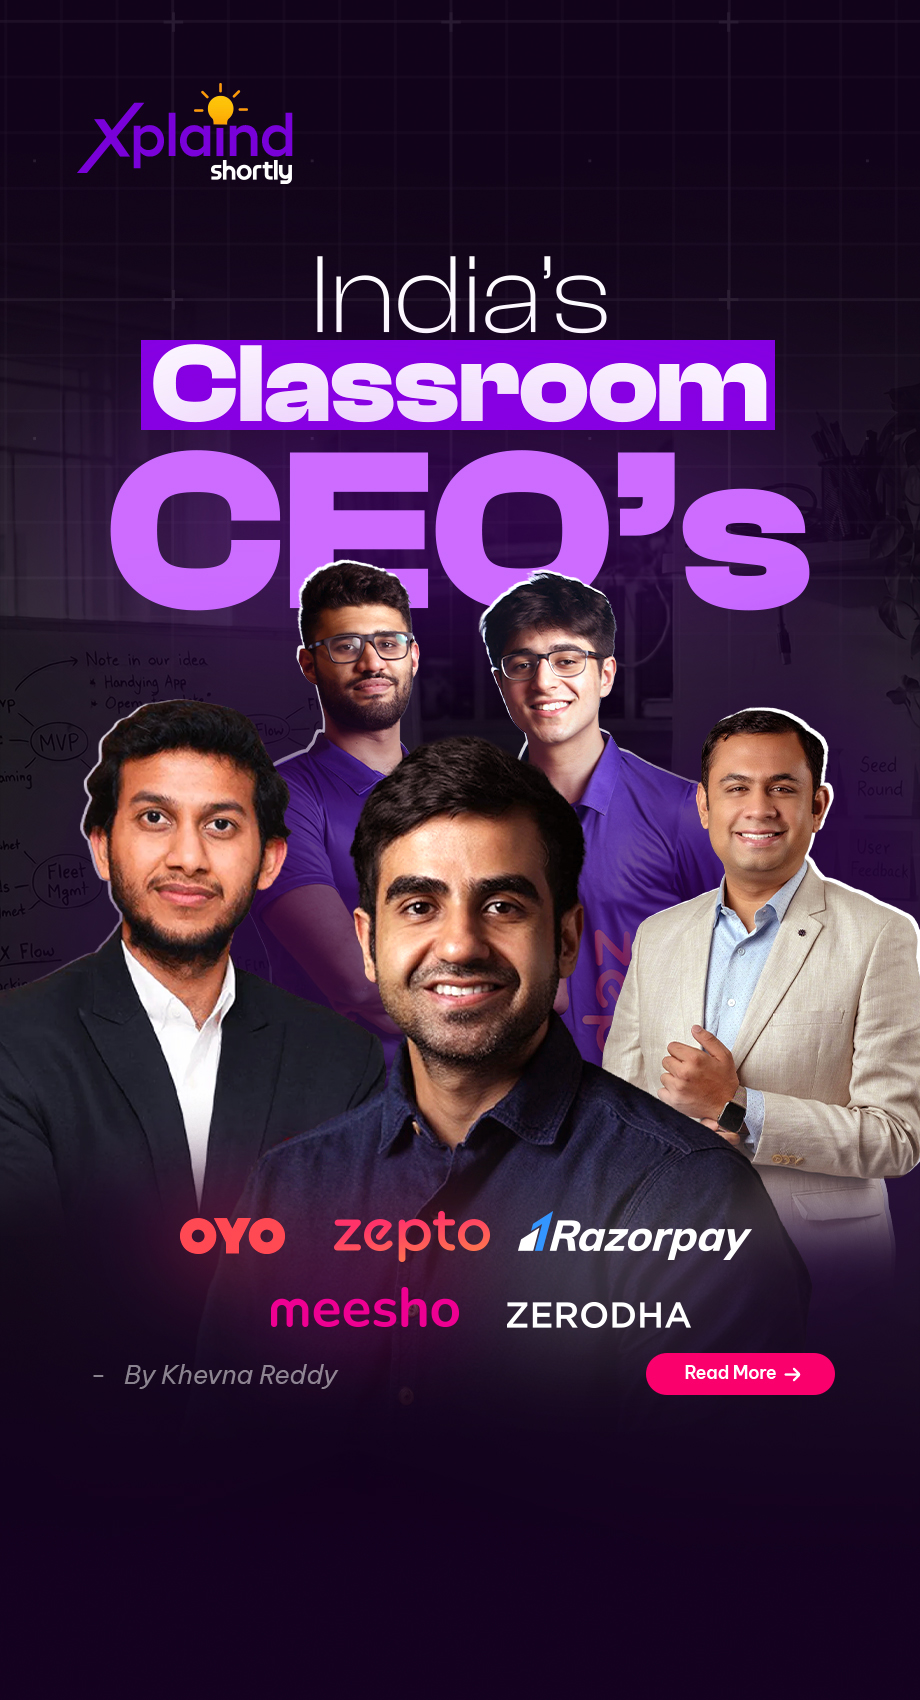 Xplaind
shortly
India's
Classroom
CEO's
Note in our idea
* Handying App
MVP
Flow
Seed
Round
User
Feedback
Fleet
Mgmt
X Flow
zep
OYO
zepto
Razorpay
meesho
ZERODHA
- By Khevna Reddy
Read More →